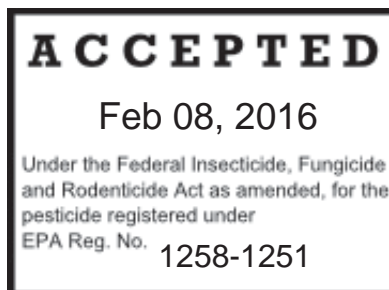 ACCEPTED
Feb 08, 2016
Under the Federal Insecticide, Fungicide
and Rodenticide Act as amended, for the
pesticide registered under
EPA Reg. No. 1258-1251